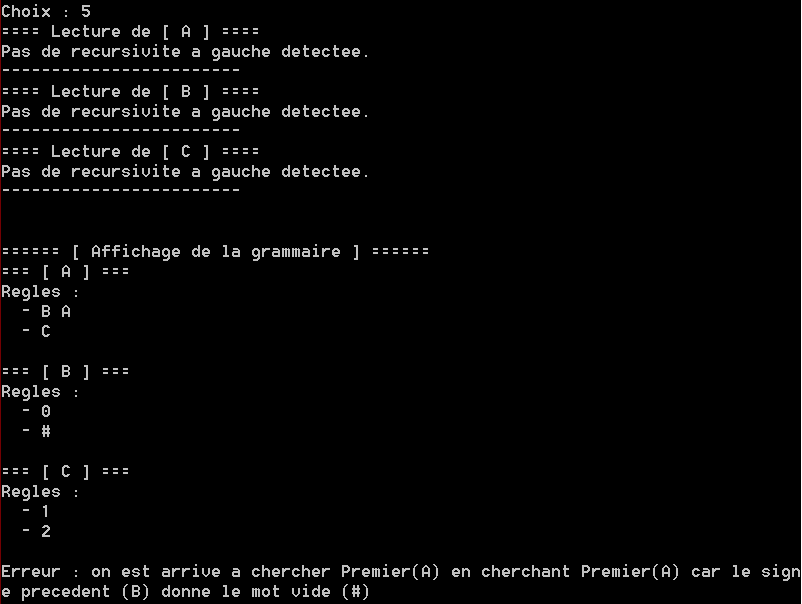 Choix : 5
==== Lecture de [ A ] ====
Pas de recursivite a gauche detectee.
------------------------
==== Lecture de [ B ] ====
Pas de recursivite a gauche detectee.
------------------------
==== Lecture de [ C ] ====
Pas de recursivite a gauche detectee.
------------------------
====== [ Affichage de la grammaire ] ======
=== [ A ] ===
Regles :
- B A
- C
=== [ B ] ===
Regles :
- 0
- #
=== [ C ] ===
Regles :
- 1
- 2
Erreur : on est arrive a chercher Premier(A) en cherchant Premier(A) car le sign
e precedent (B) donne le mot vide (#)